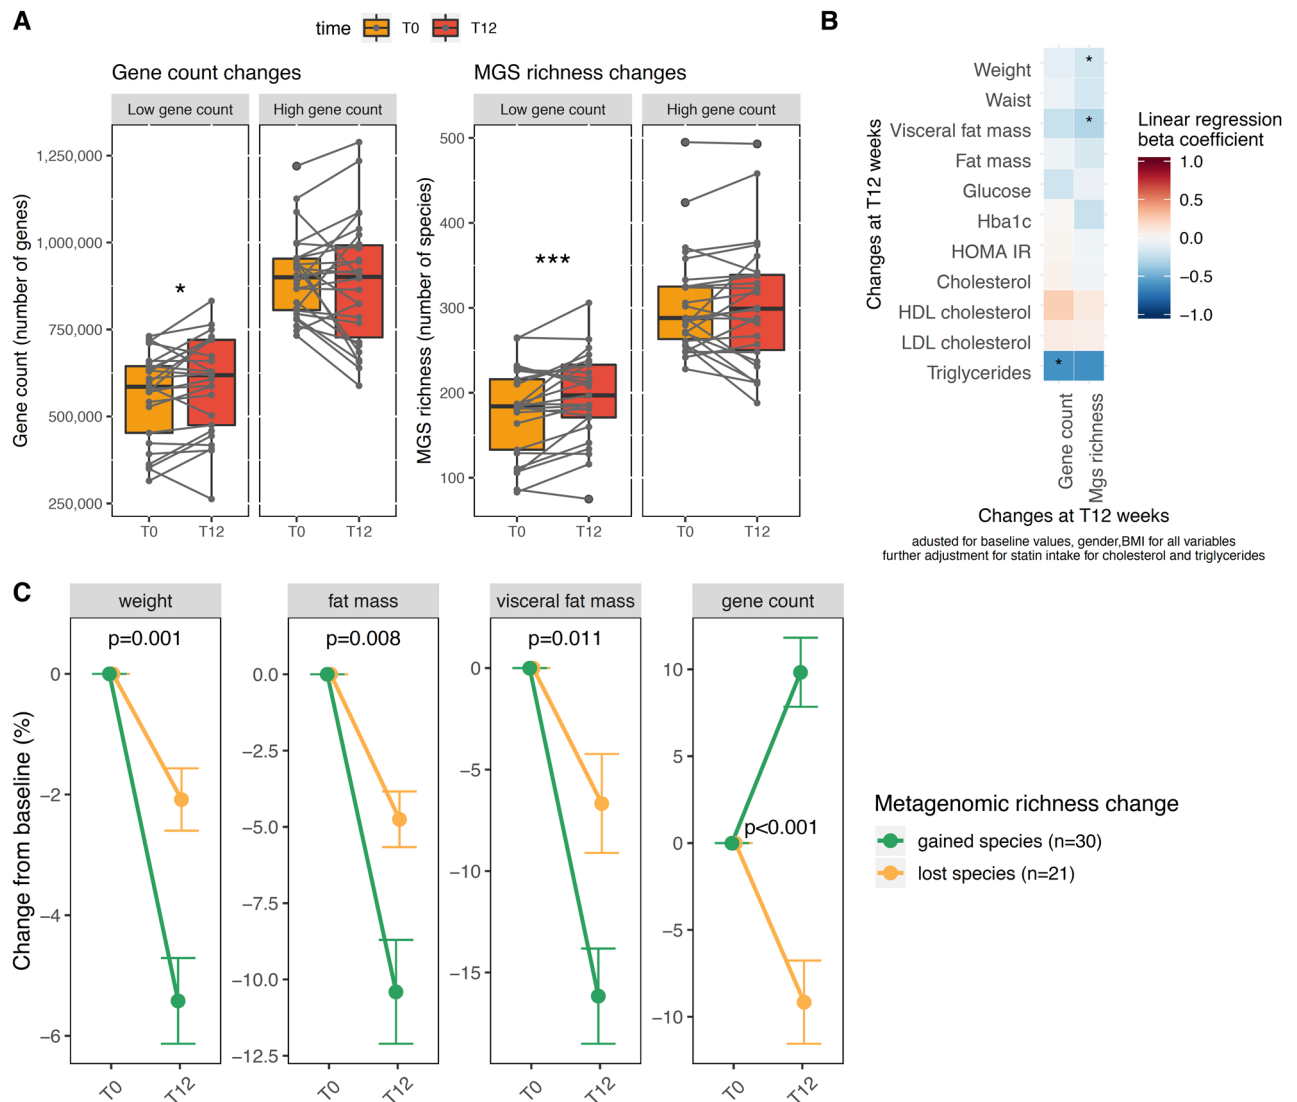 A
time T0 T12
Gene count changes
Low gene count High gene count
Gene count (number of genes)
1,250,000
1,000,000
750,000
500,000
250,000
*
T0 T12 T0 T12
MGS richness changes
Low gene count High gene count
MGS richness (number of species)
500
400
300
200
100
***
T0 T12 T0 T12
B
Changes at T12 weeks
Weight *
Waist
Visceral fat mass *
Fat mass
Glucose
Hba1c
HOMA IR
Cholesterol
HDL cholesterol
LDL cholesterol
Triglycerides *
Gene count
Mgs richness
Changes at T12 weeks
adusted for baseline values, gender,BMI for all variables
further adjustment for statin intake for cholesterol and triglycerides
Linear regression
beta coefficient
1.0
0.5
0.0
−0.5
−1.0
C
Change from baseline (%)
weight
p=0.001
0
−2
−4
−6
T0 T12
fat mass
p=0.008
0.0
−2.5
−5.0
−7.5
−10.0
−12.5
T0 T12
visceral fat mass
p=0.011
0
−5
−10
−15
T0 T12
gene count
10
5
0
−5
−10
p<0.001
T0 T12
Metagenomic richness change
gained species (n=30)
lost species (n=21)